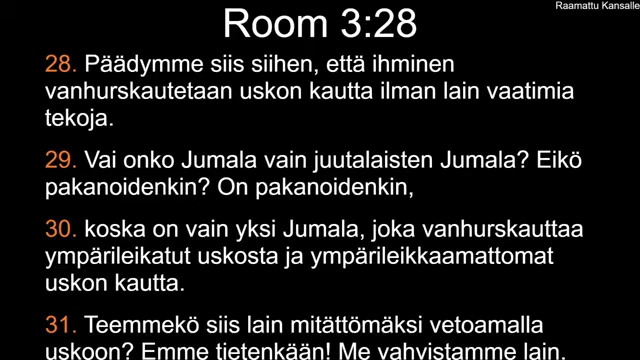 Raamattu Kansalle
Room 3:28
28. Päädymme siis siihen, että ihminen
vanhurskautetaan uskon kautta ilman lain vaatimia
tekoja.
29. Vai onko Jumala vain juutalaisten Jumala? Eikö
pakanoidenkin? On pakanoidenkin,
30. koska on vain yksi Jumala, joka vanhurskauttaa
ympärileikatut uskosta ja ympärileikkaamattomat
uskon kautta.
31. Teemmekö siis lain mitättömäksi vetoamalla
uskoon? Emme tietenkään! Me vahvistamme lain.